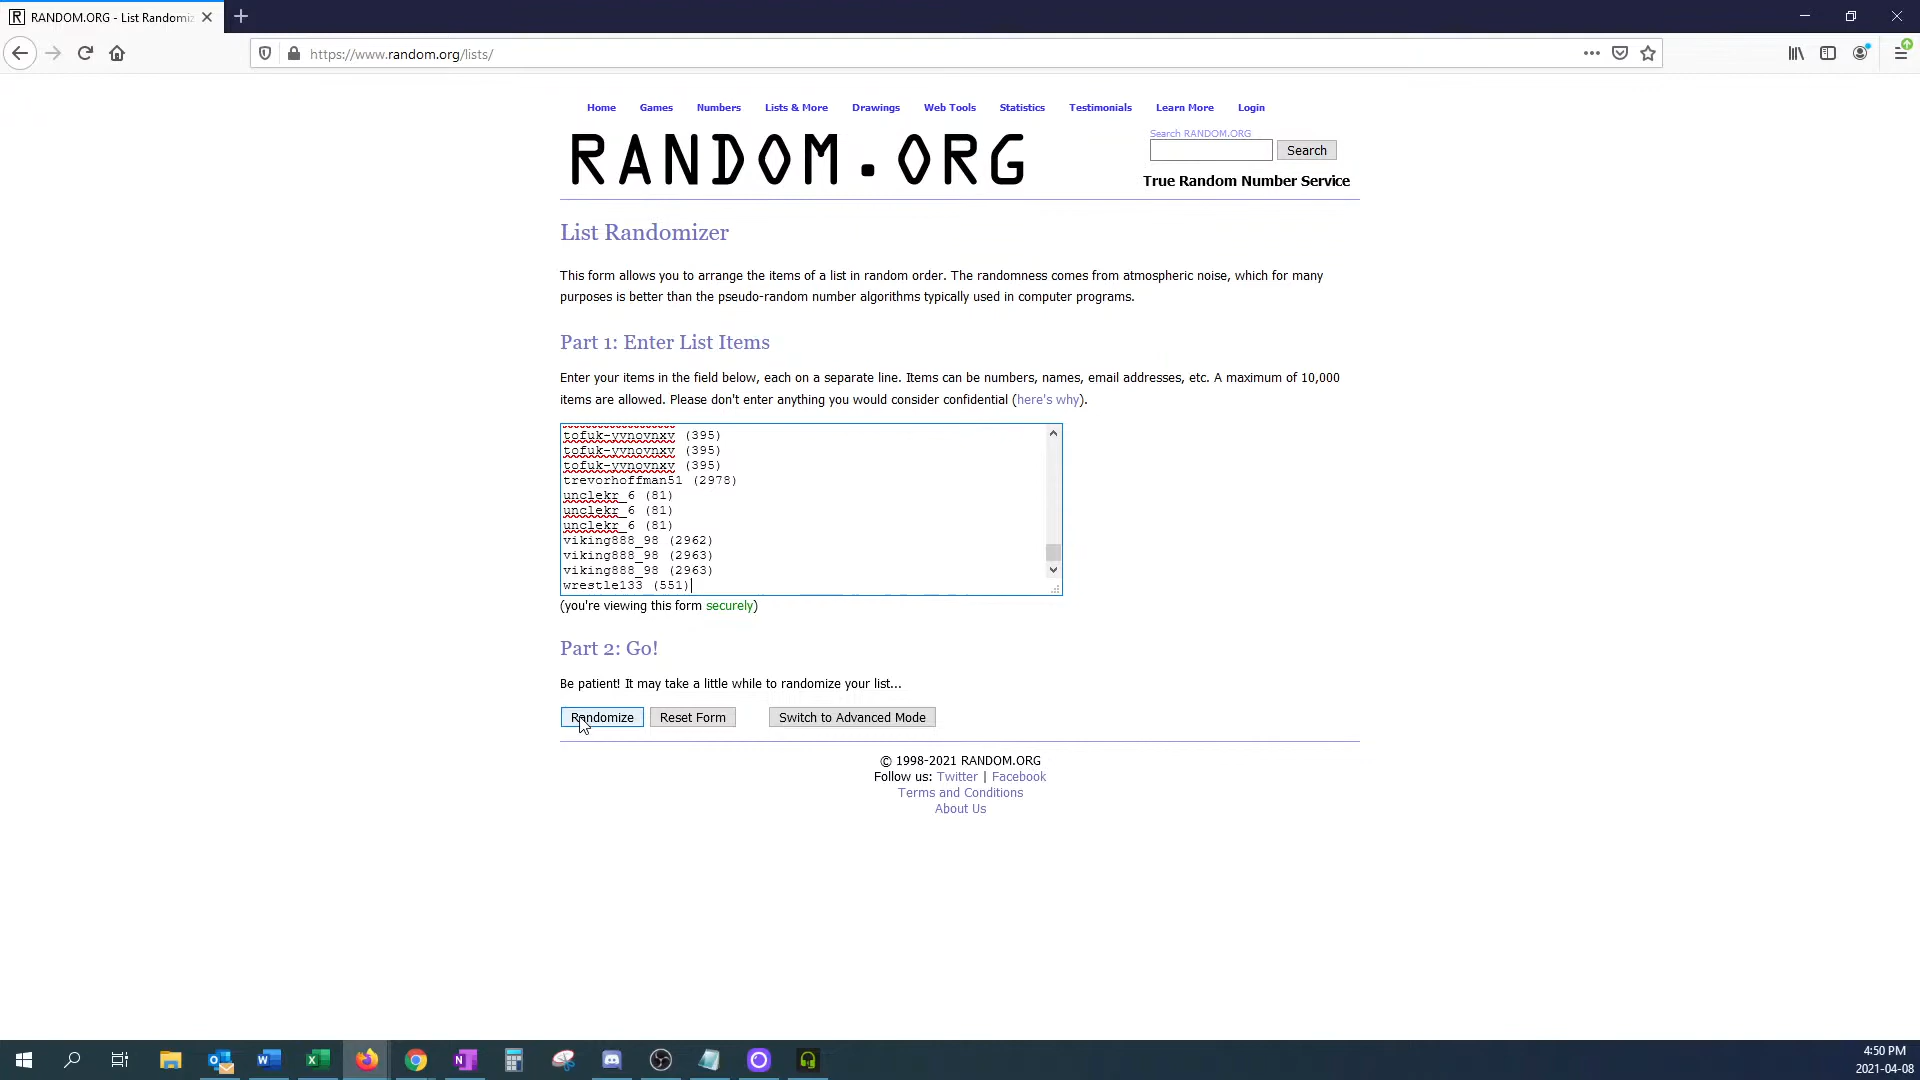 RANDOM.ORG - List Randomiz
https://www.random.org/lists/
Home Games Numbers Lists & More Drawings Web Tools Statistics Testimonials Learn More Login
RANDOM.ORG
Search RANDOM.ORG
Search
True Random Number Service
List Randomizer
This form allows you to arrange the items of a list in random order. The randomness comes from atmospheric noise, which for many
purposes is better than the pseudo-random number algorithms typically used in computer programs.
Part 1: Enter List Items
Enter your items in the field below, each on a separate line. Items can be numbers, names, email addresses, etc. A maximum of 10,000
items are allowed. Please don't enter anything you would consider confidential (here's why).
tofuk-yvnovnxv (395)
tofuk-yvnovnxv (395)
tofuk-yvnovnxv (395)
trevorhoffman51 (2978)
unclekr_6 (81)
unclekr_6 (81)
unclekr_6 (81)
viking888_98 (2962)
viking888_98 (2963)
viking888_98 (2963)
wrestle133 (551)
(you're viewing this form securely)
Part 2: Go!
Be patient! It may take a little while to randomize your list...
Randomize Reset Form Switch to Advanced Mode
© 1998-2021 RANDOM.ORG
Follow us: Twitter | Facebook
Terms and Conditions
About Us
4:50 PM
2021-04-08